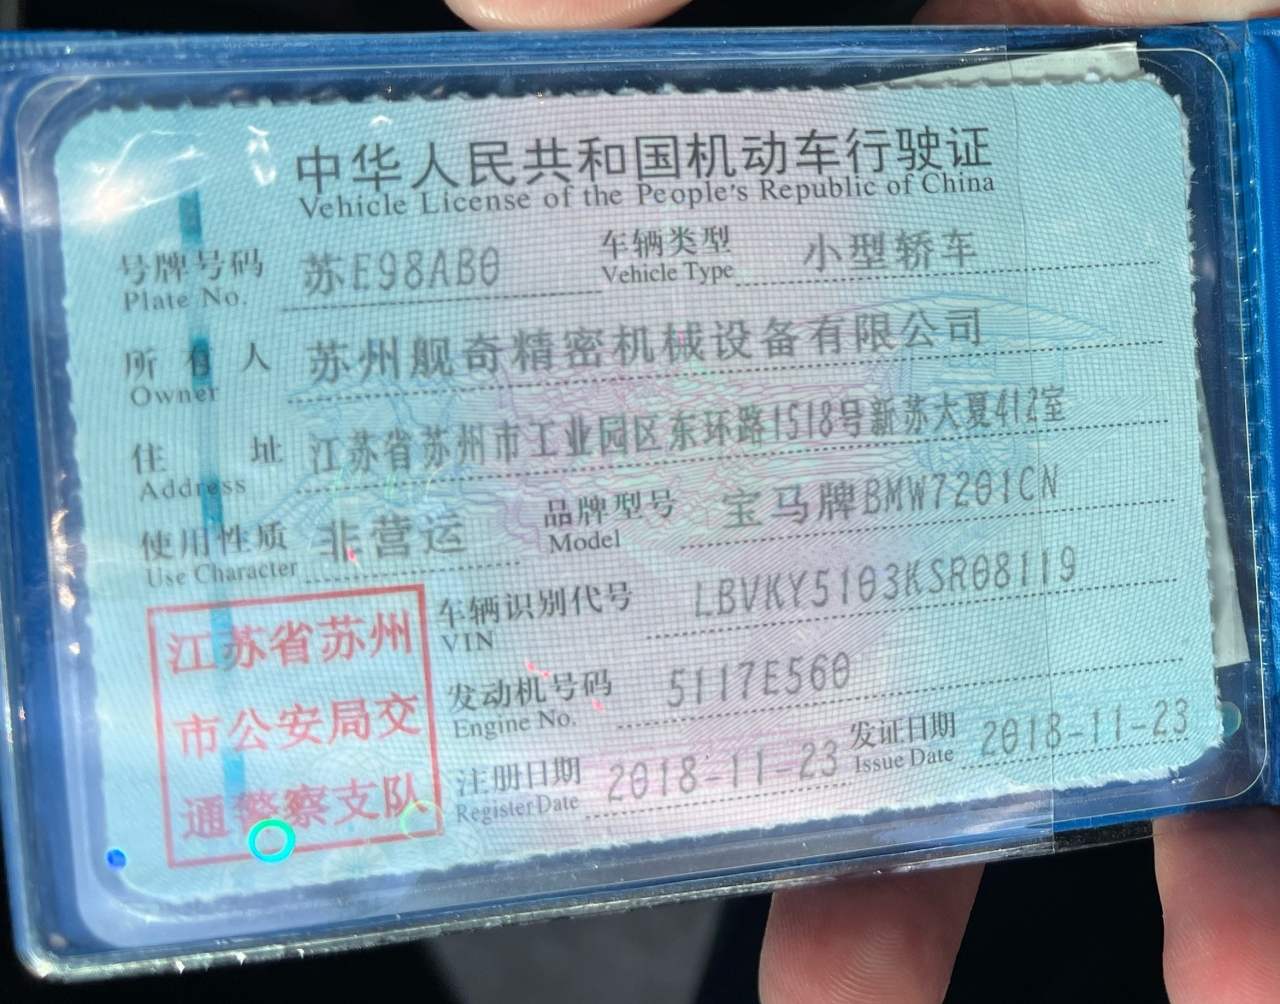 中华人民共和国机动车行驶证
Vehicle License of the People's Republic of China
号牌号码 苏E98AB0 车辆类型 小型轿车
Plate No. Vehicle Type
所有人 苏州舰奇精密机械设备有限公司
Owner
住址 江苏省苏州市工业园区东环路1518号新苏大夏412室
Address
使用性质 非营运 品牌型号 宝马牌BMW7201CN
Use Character Model
车辆识别代号 LBVKY5103KSR08119
VIN
发动机号码 5117E560
Engine No.
注册日期 2018-11-23 发证日期 2018-11-23
RegisterDate Issue Date
江苏省苏州
市公安局交
通警察支队